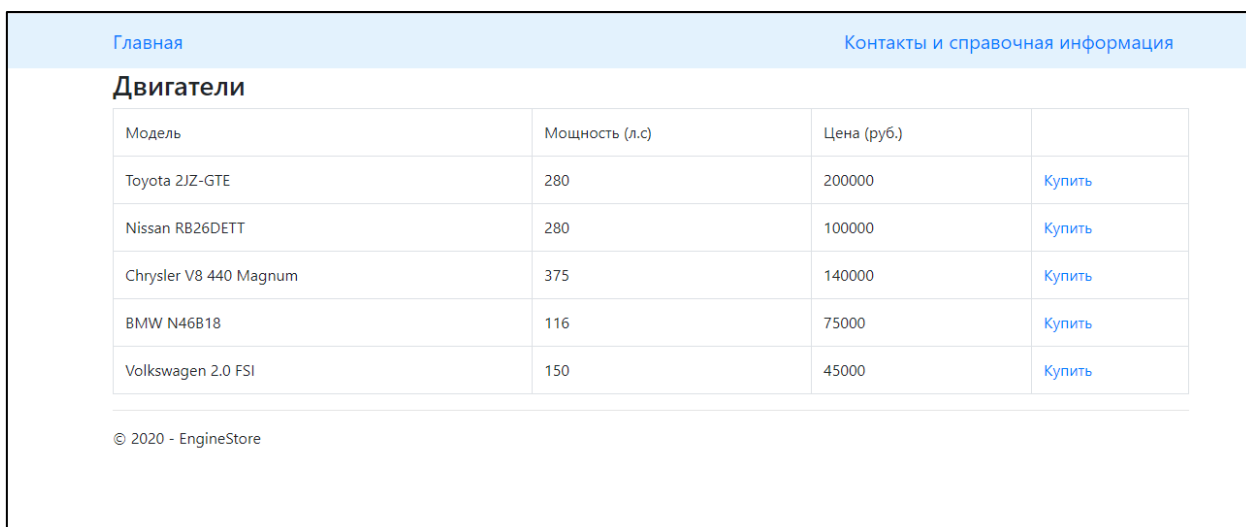 Главная Контакты и справочная информация
Двигатели
Модель Мощность (л.с) Цена (руб.)
Toyota 2JZ-GTE 280 200000 Купить
Nissan RB26DETT 280 100000 Купить
Chrysler V8 440 Magnum 375 140000 Купить
BMW N46B18 116 75000 Купить
Volkswagen 2.0 FSI 150 45000 Купить
© 2020 - EngineStore